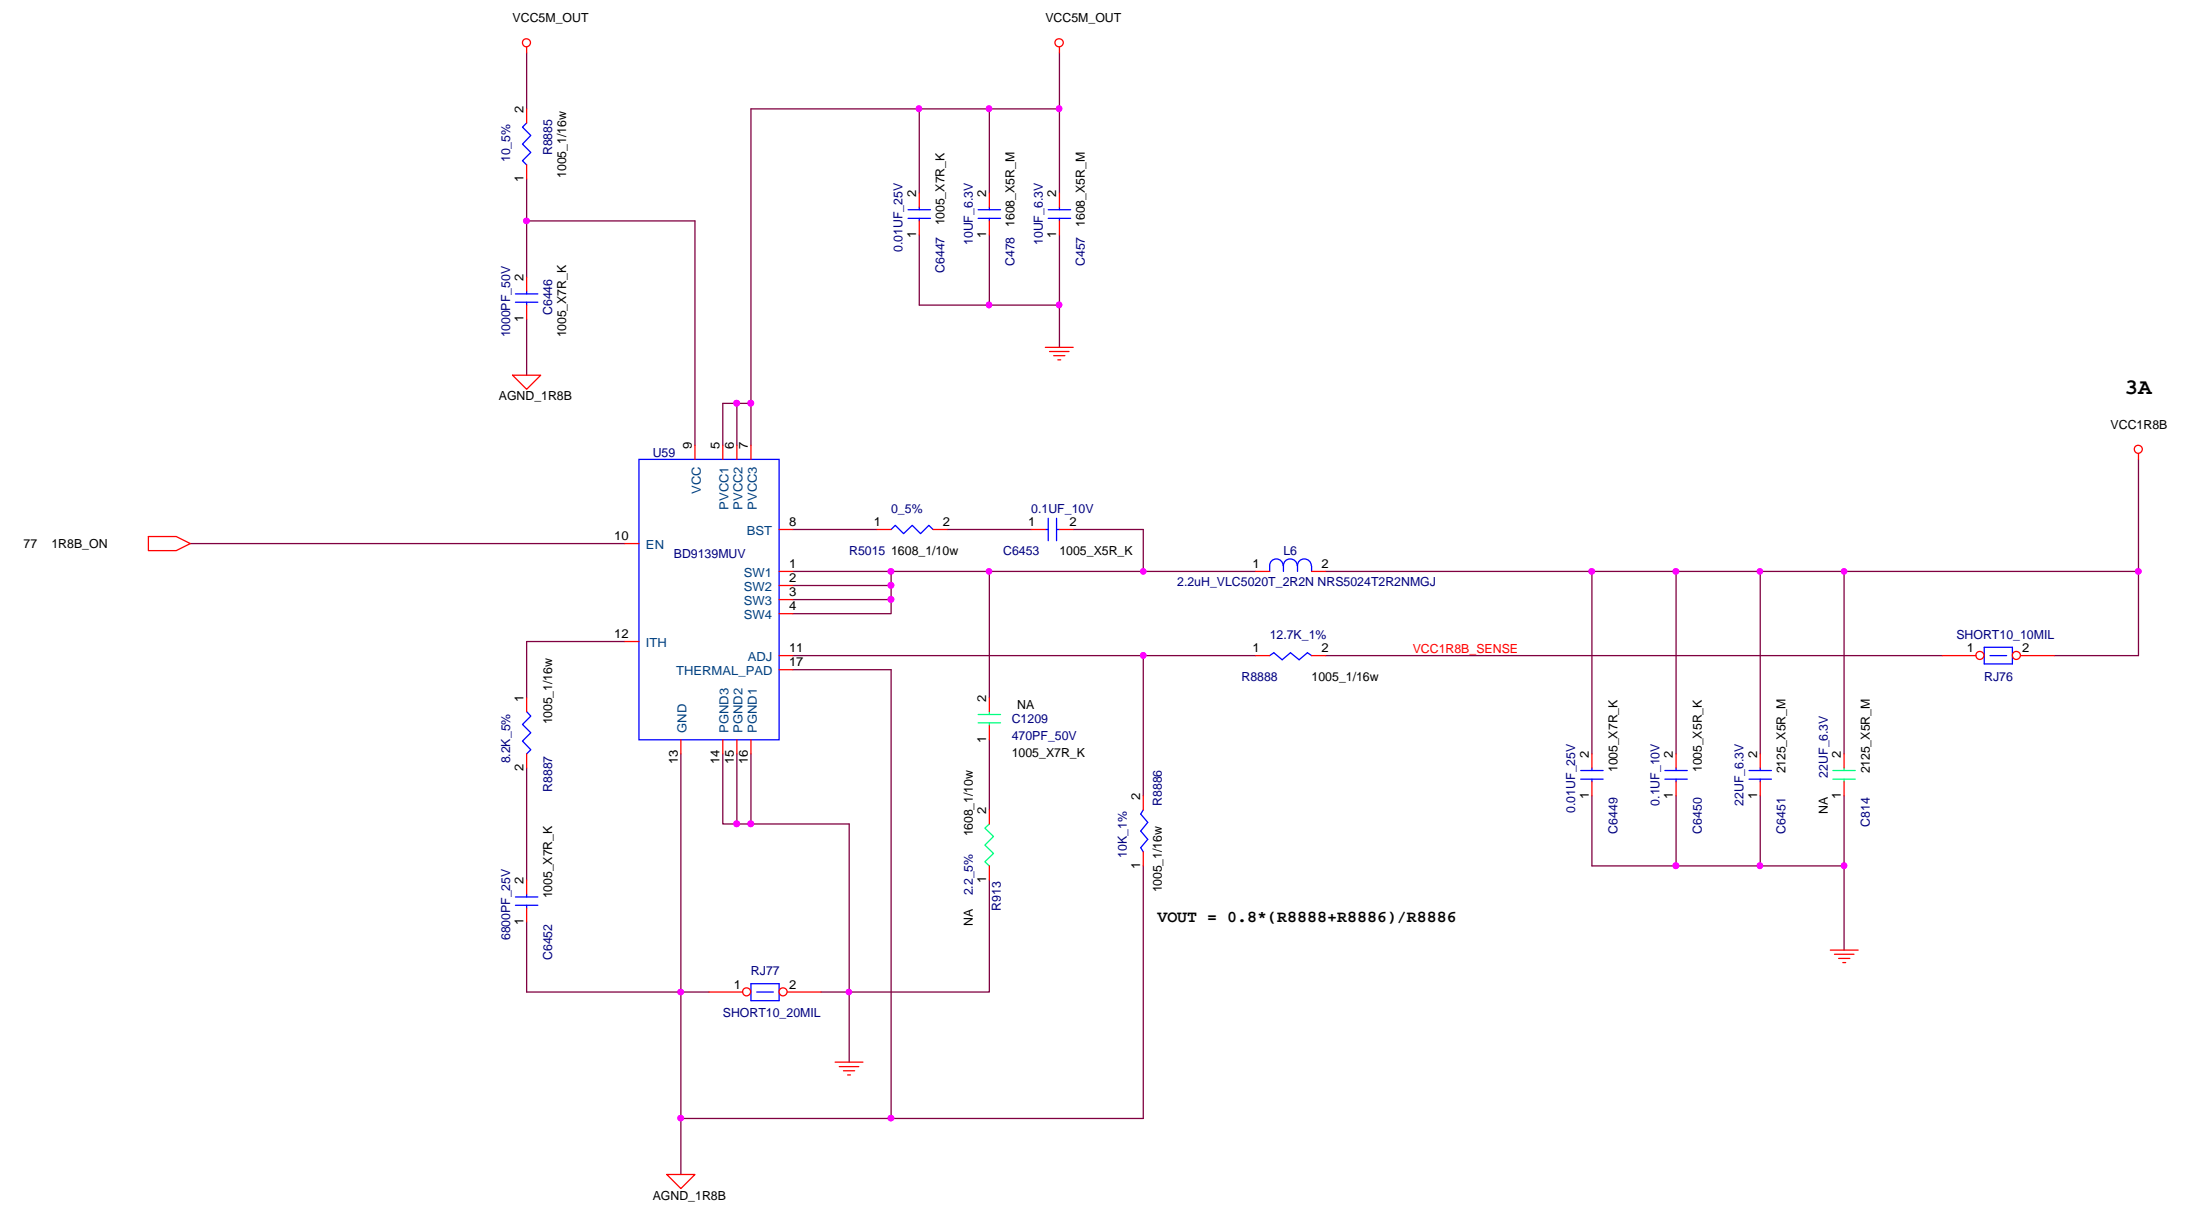 VCC5M_OUT
VCC5M_OUT
2
10_5%
R8885
1005_1/16w
1
2
1000PF_50V
C6446
1005_X7R_K
1
AGND_1R8B
2
0.01UF_25V
1005_X7R_K
1
C6447
2
10UF_6.3V
1608_X5R_M
1
C478
2
10UF_6.3V
1608_X5R_M
1
C457
3A
VCC1R8B
U59
9
5
6
7
VCC
PVCC1
PVCC2
PVCC3
77 1R8B_ON
10
EN
BD9139MUV
BST
8
SW1
1
SW2
2
SW3
3
SW4
4
12
ITH
ADJ
11
THERMAL_PAD
17
GND
PGND3
PGND2
PGND1
13
14
15
16
0_5%
1
2
R5015
1608_1/10w
0.1UF_10V
1
2
C6453
1005_X5R_K
L6
1
2
2.2uH_VLC5020T_2R2N NRS5024T2R2NMGJ
12.7K_1%
1
2
R8888
1005_1/16w
VCC1R8B_SENSE
SHORT10_10MIL
1
2
RJ76
1
8.2K_5%
1005_1/16w
2
R8887
2
6800PF_25V
1005_X7R_K
1
C6452
2
NA
C1209
470PF_50V
1005_X7R_K
1
2
1608_1/10w
NA 2.2_5%
1
R913
2
R8886
10K_1%
1005_1/16w
1
VOUT = 0.8*(R8888+R8886)/R8886
2
0.01UF_25V
1005_X7R_K
1
C6449
2
0.1UF_10V
1005_X5R_K
1
C6450
2
22UF_6.3V
2125_X5R_M
1
C6451
2
NA 22UF_6.3V
2125_X5R_M
1
C814
RJ77
1
2
SHORT10_20MIL
AGND_1R8B